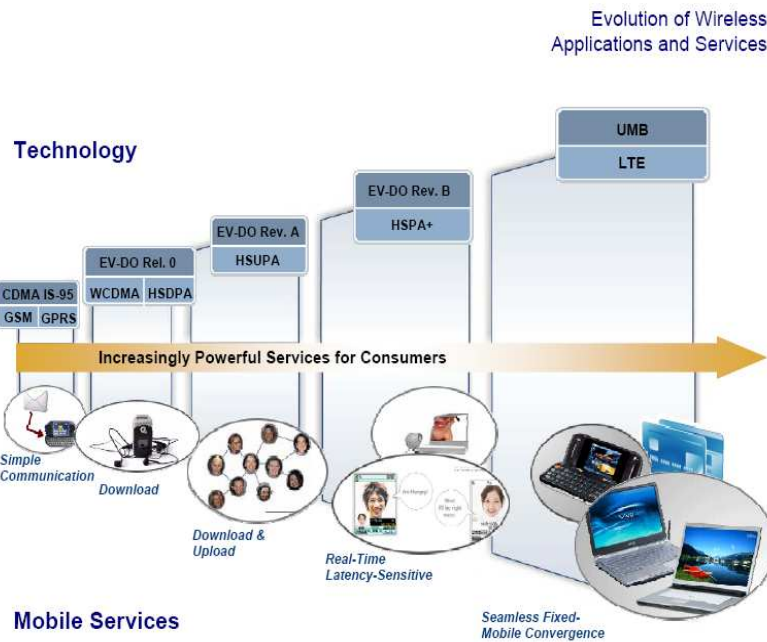 Evolution of Wireless
Applications and Services
Technology
UMB
LTE
EV-DO Rev. B
HSPA+
EV-DO Rev. A
HSUPA
EV-DO Rel. 0
WCDMA HSDPA
CDMA IS-95
GSM GPRS
Increasingly Powerful Services for Consumers
Simple
Communication
Download
Download &
Upload
Real-Time
Latency-Sensitive
Seamless Fixed-
Mobile Convergence
Mobile Services